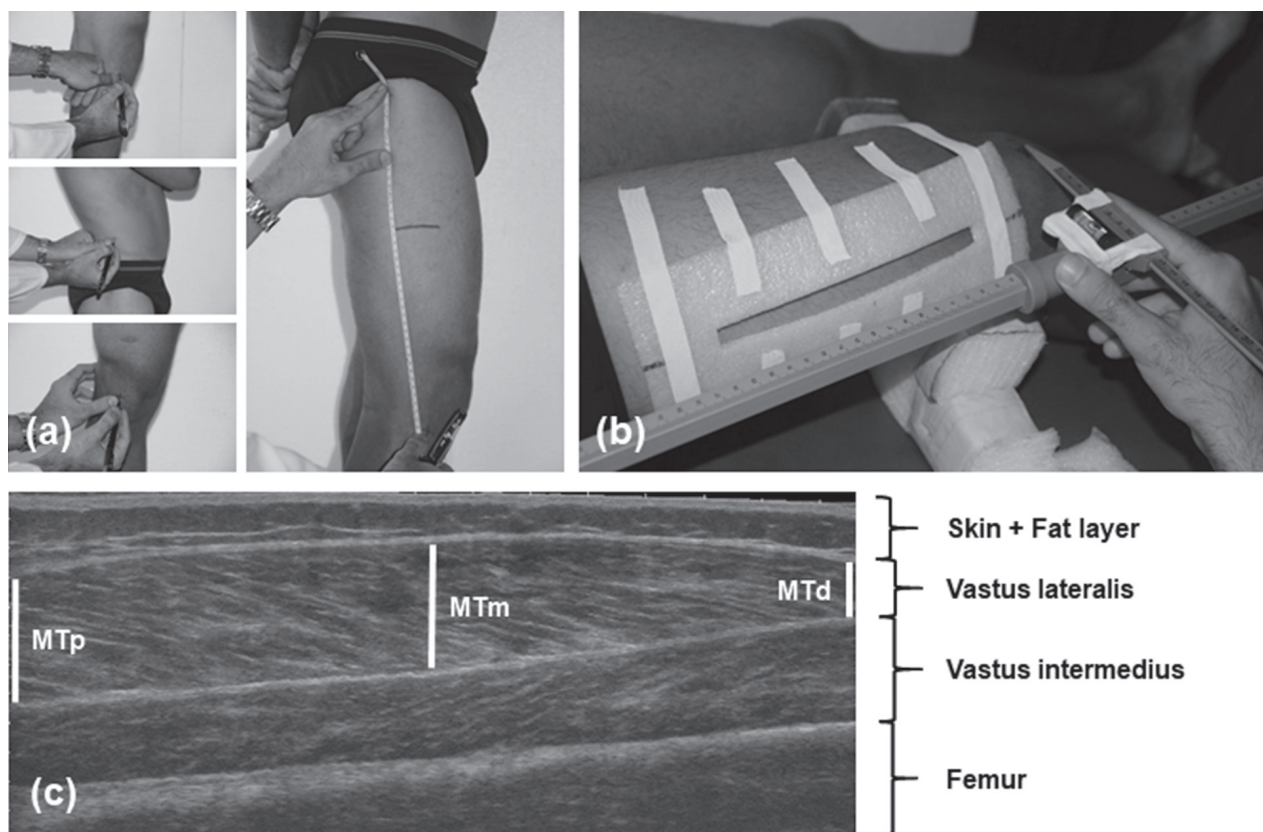 (a)
(b)
Skin + Fat layer
MTp
MTm
MTd
Vastus lateralis
Vastus intermedius
Femur
(c)